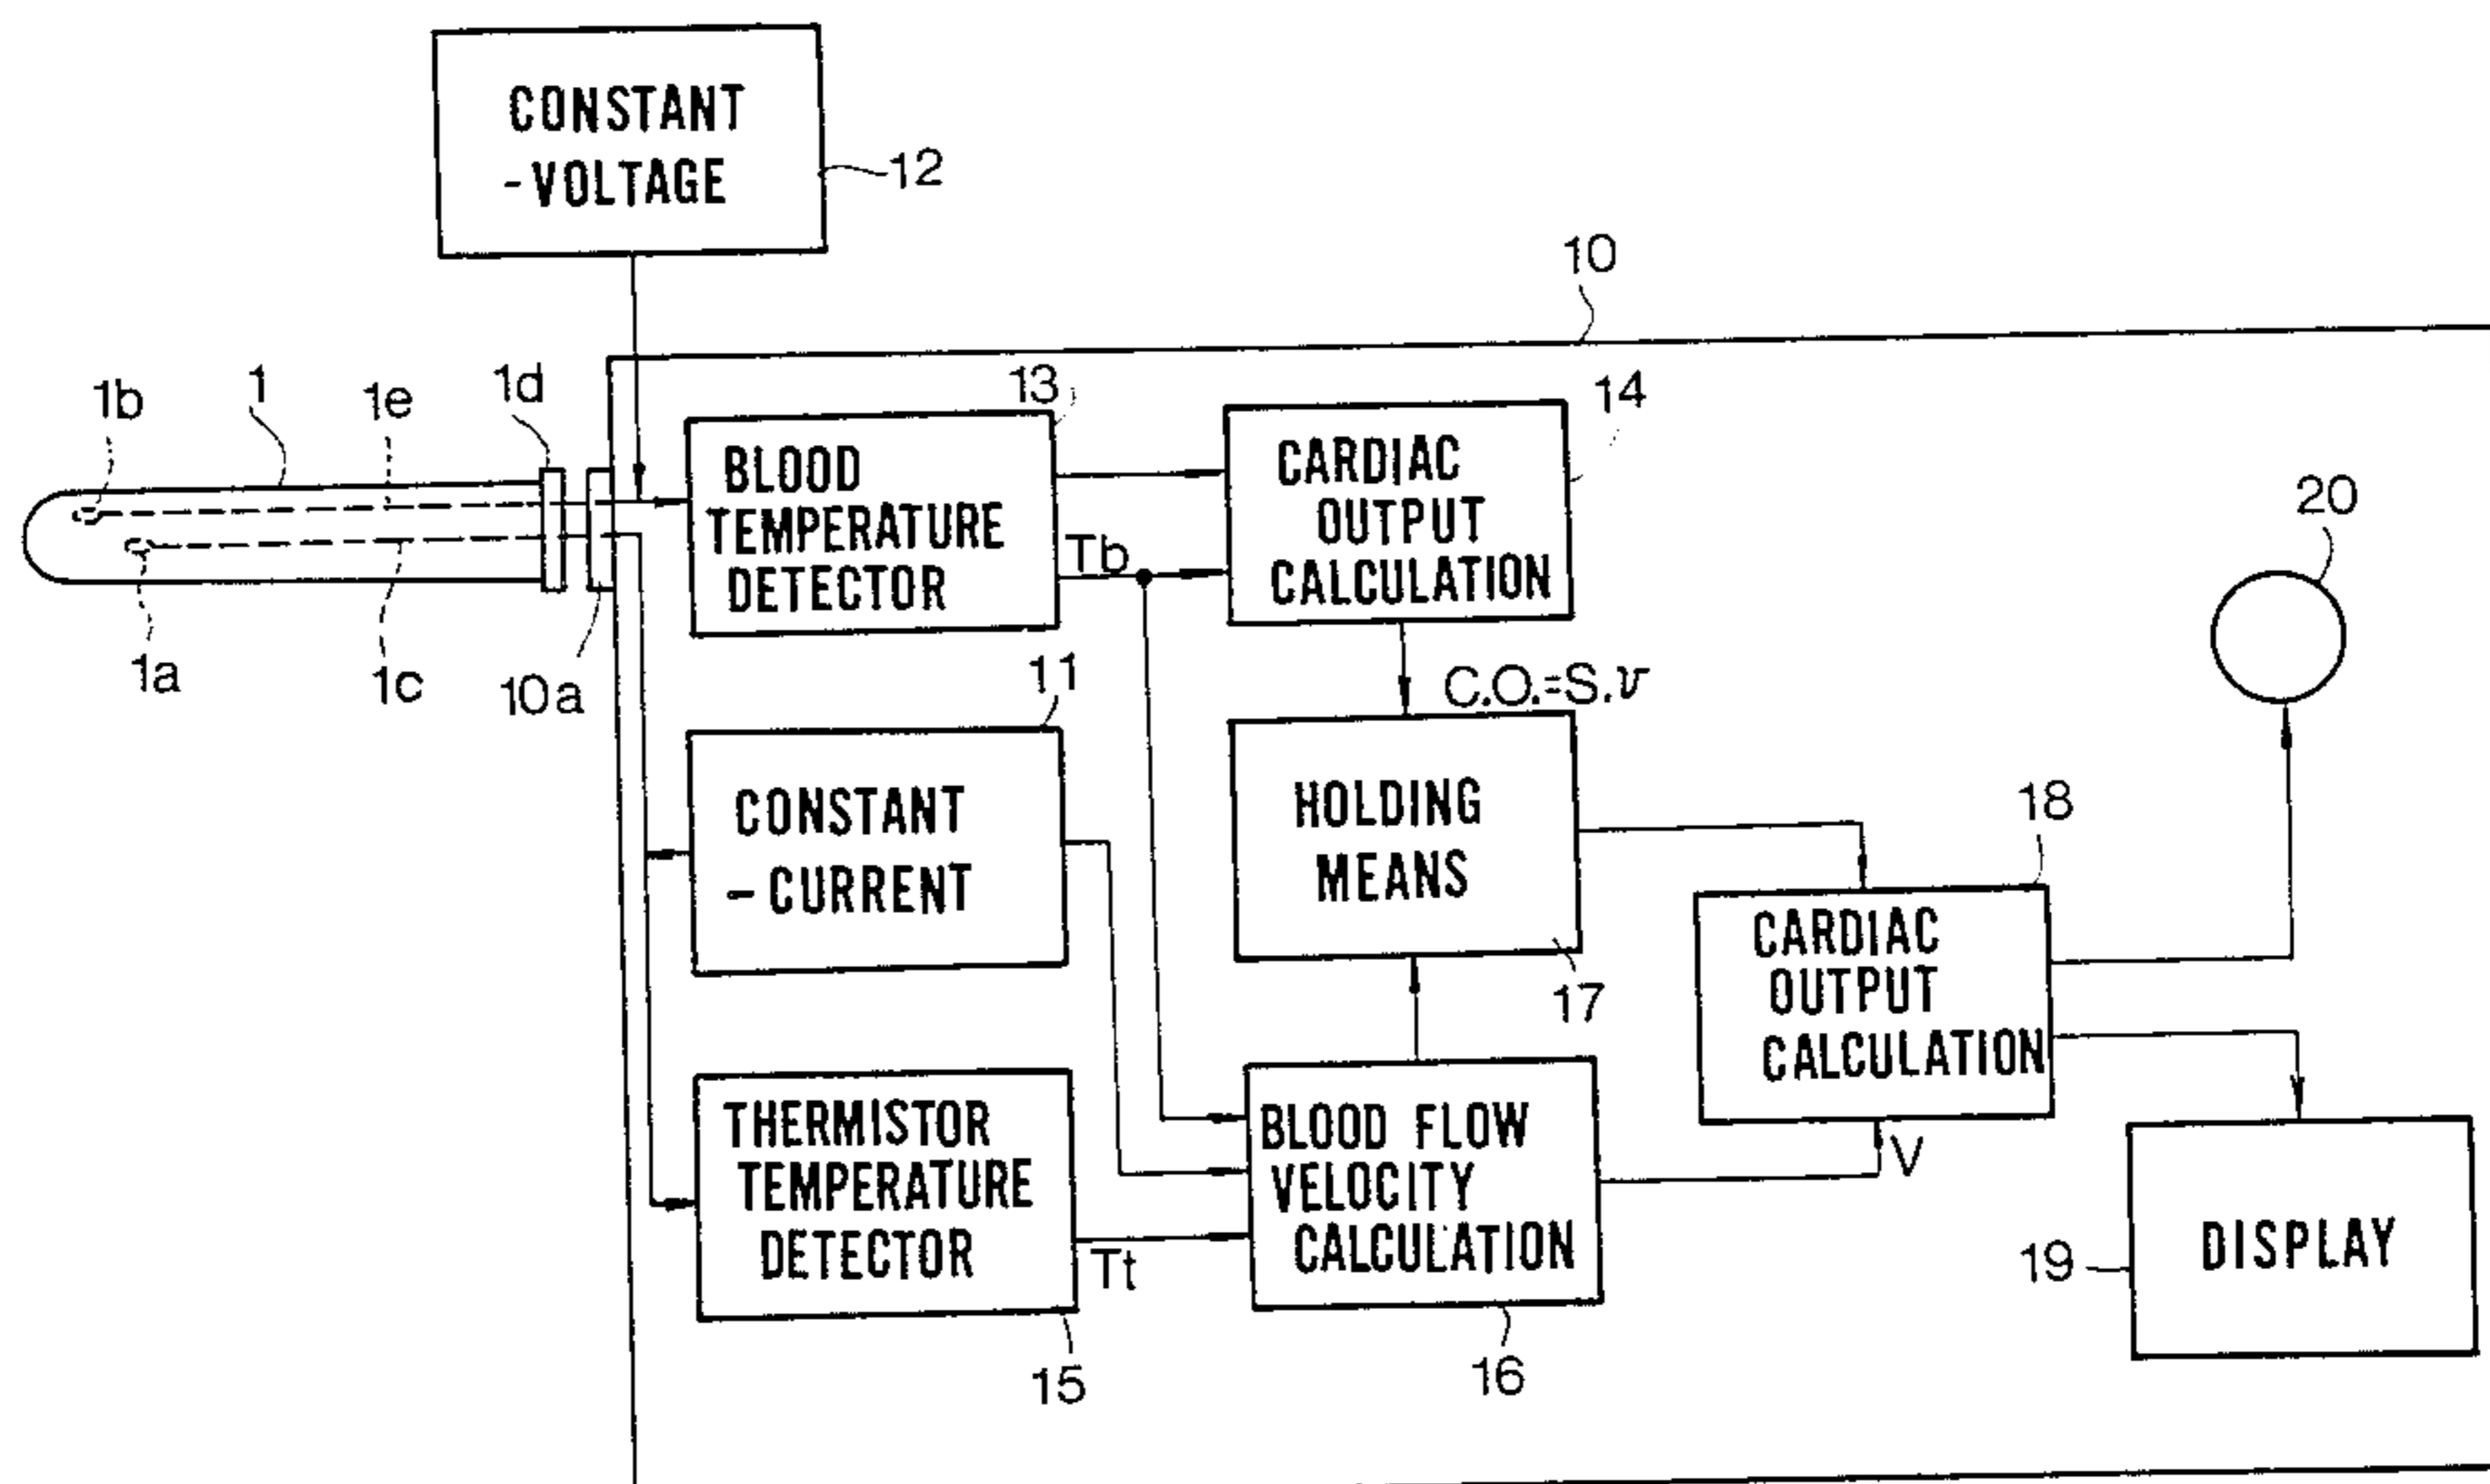 CONSTANT
-VOLTAGE
12
10
1b
1
1e
1d
13
14
BLOOD
TEMPERATURE
DETECTOR
CARDIAC
OUTPUT
CALCULATION
20
Tb
1a
1c
10a
11
C.O.=S.v
CONSTANT
-CURRENT
HOLDING
MEANS
17
18
CARDIAC
OUTPUT
CALCULATION
THERMISTOR
TEMPERATURE
DETECTOR
Tt
15
BLOOD FLOW
VELOCITY
CALCULATION
16
V
19
DISPLAY